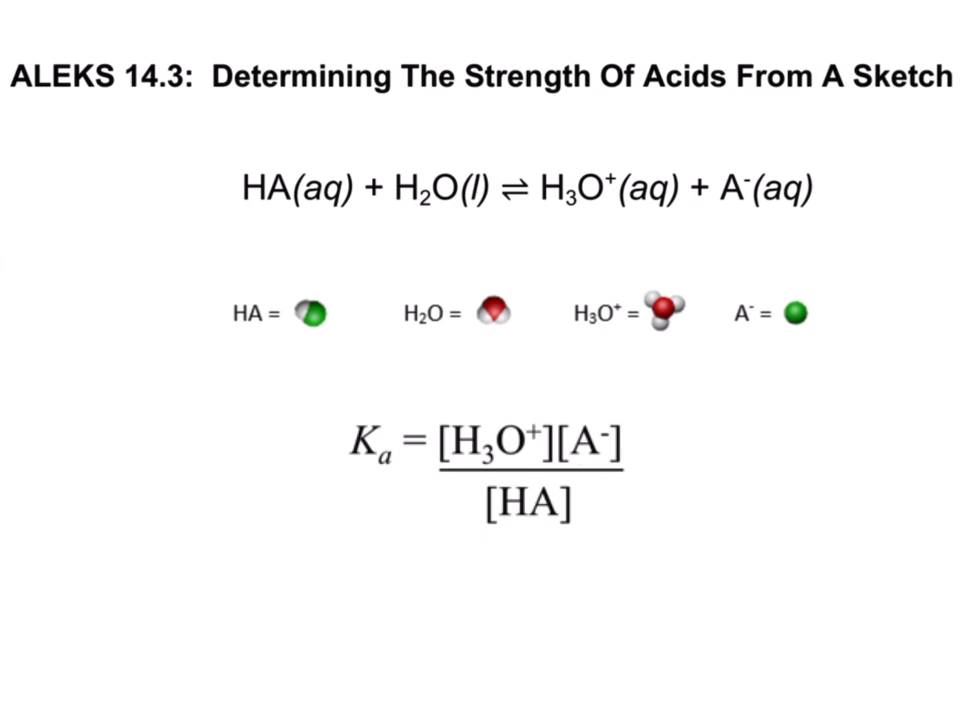 ALEKS 14.3: Determining The Strength Of Acids From A Sketch
HA(aq) + H₂O(l) ⇌ H₃O⁺(aq) + A⁻(aq)
HA = H₂O = H₃O⁺ = A⁻ =
Kₐ = [H₃O⁺][A⁻]
[HA]